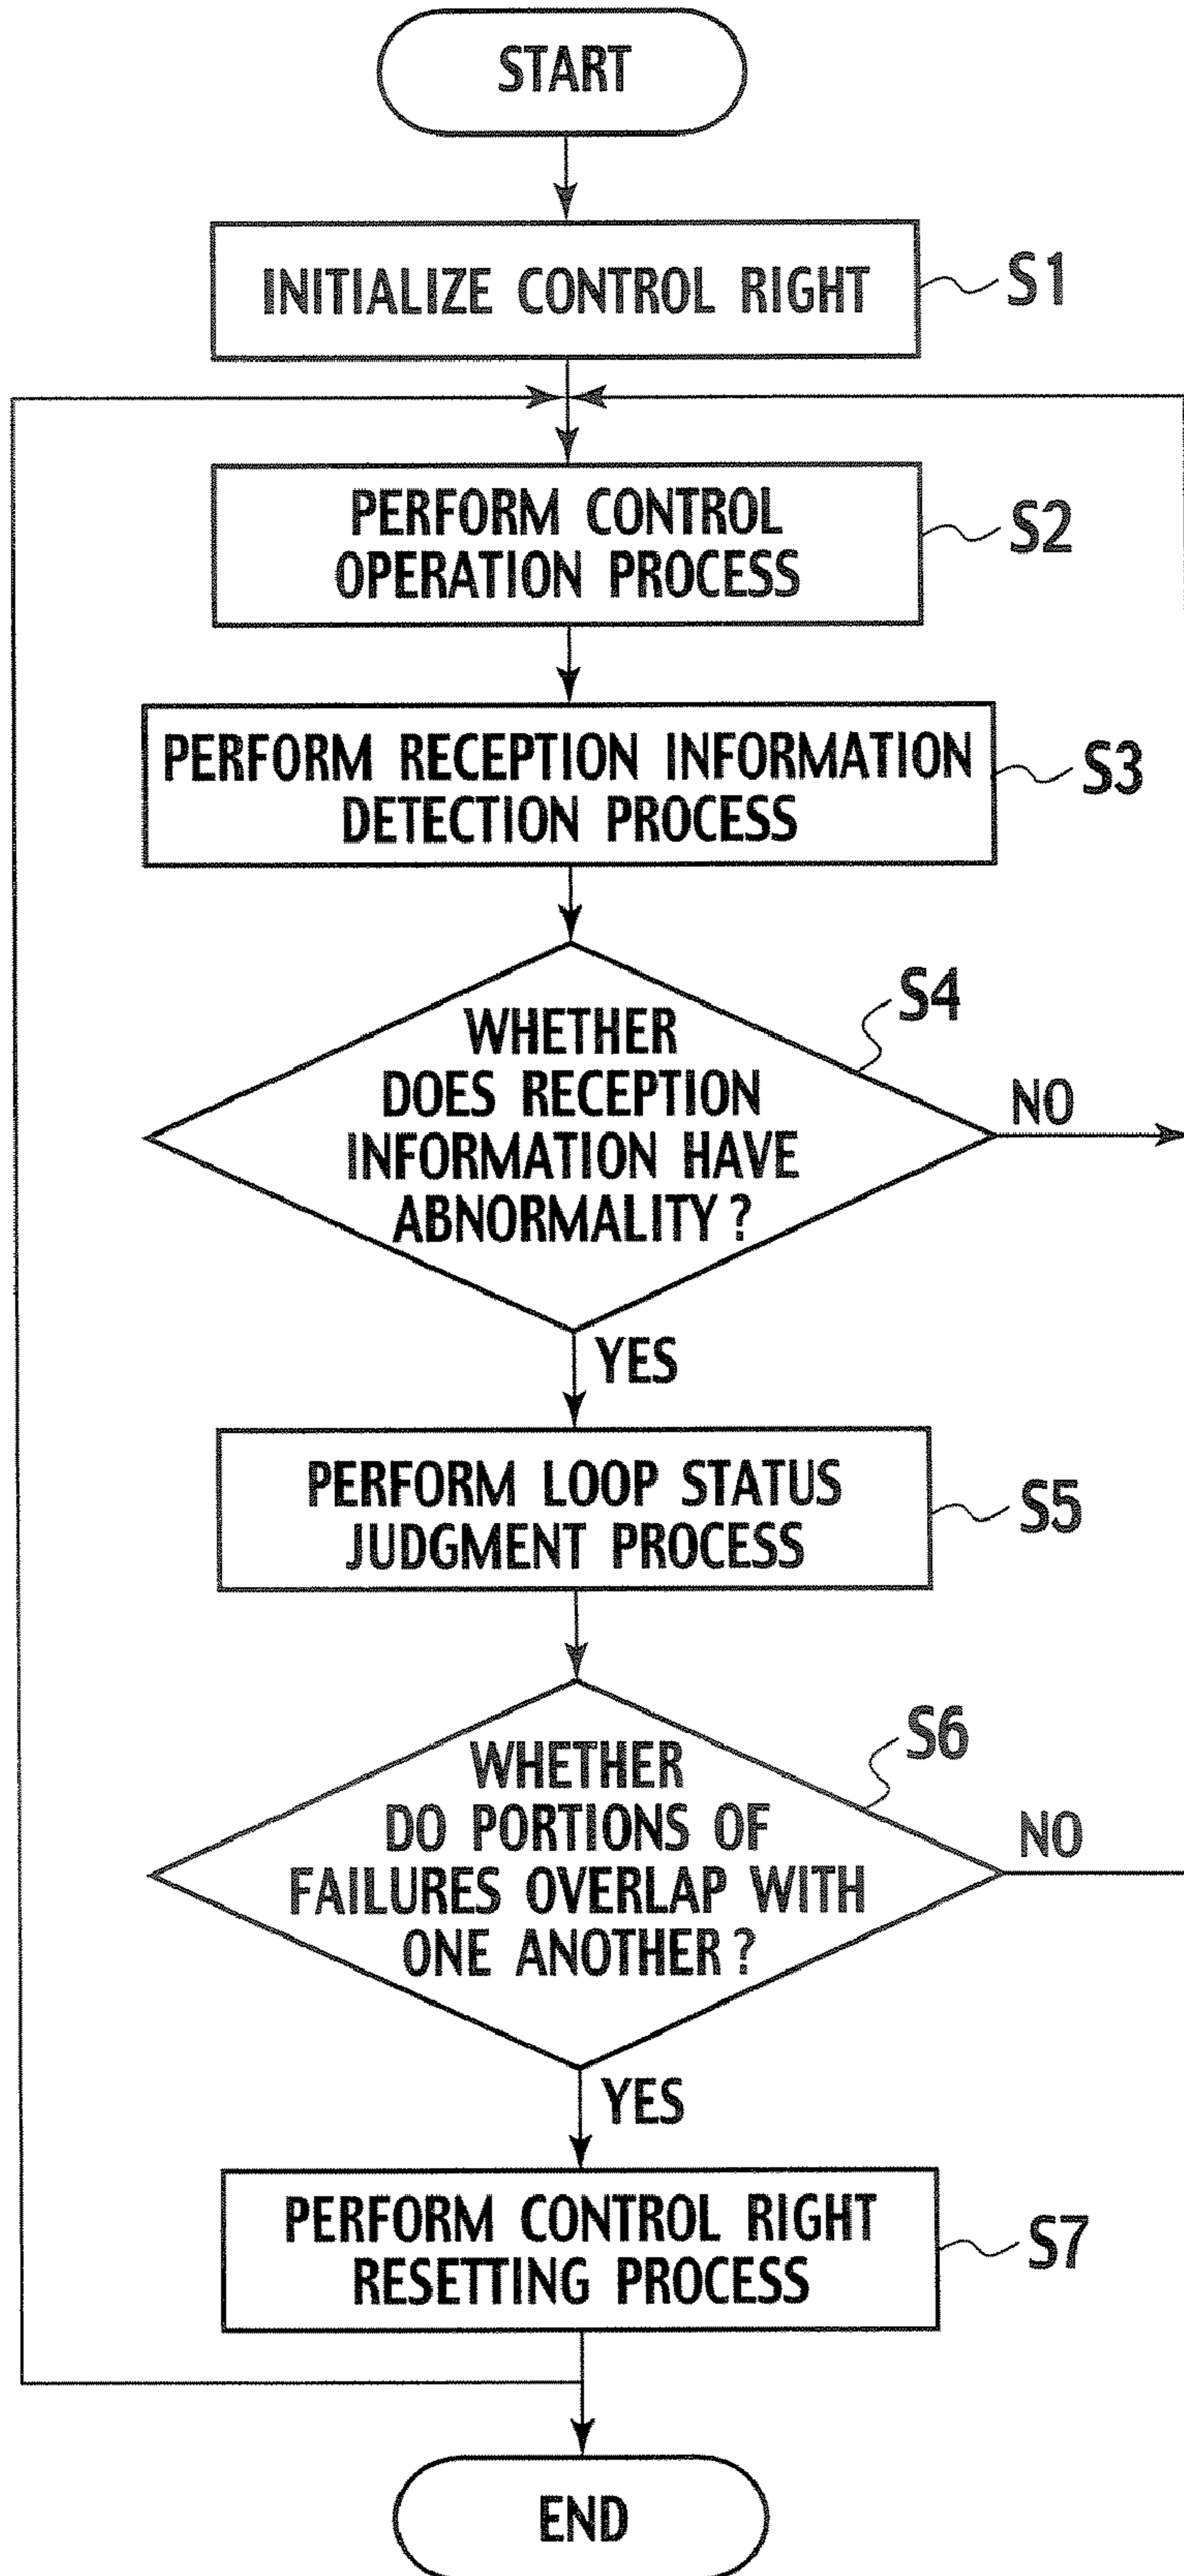 START
INITIALIZE CONTROL RIGHT
S1
PERFORM CONTROL
OPERATION PROCESS
S2
PERFORM RECEPTION INFORMATION
DETECTION PROCESS
S3
WHETHER
DOES RECEPTION
INFORMATION HAVE
ABNORMALITY ?
S4
NO
YES
PERFORM LOOP STATUS
JUDGMENT PROCESS
S5
WHETHER
DO PORTIONS OF
FAILURES OVERLAP WITH
ONE ANOTHER ?
S6
NO
YES
PERFORM CONTROL RIGHT
RESETTING PROCESS
S7
END